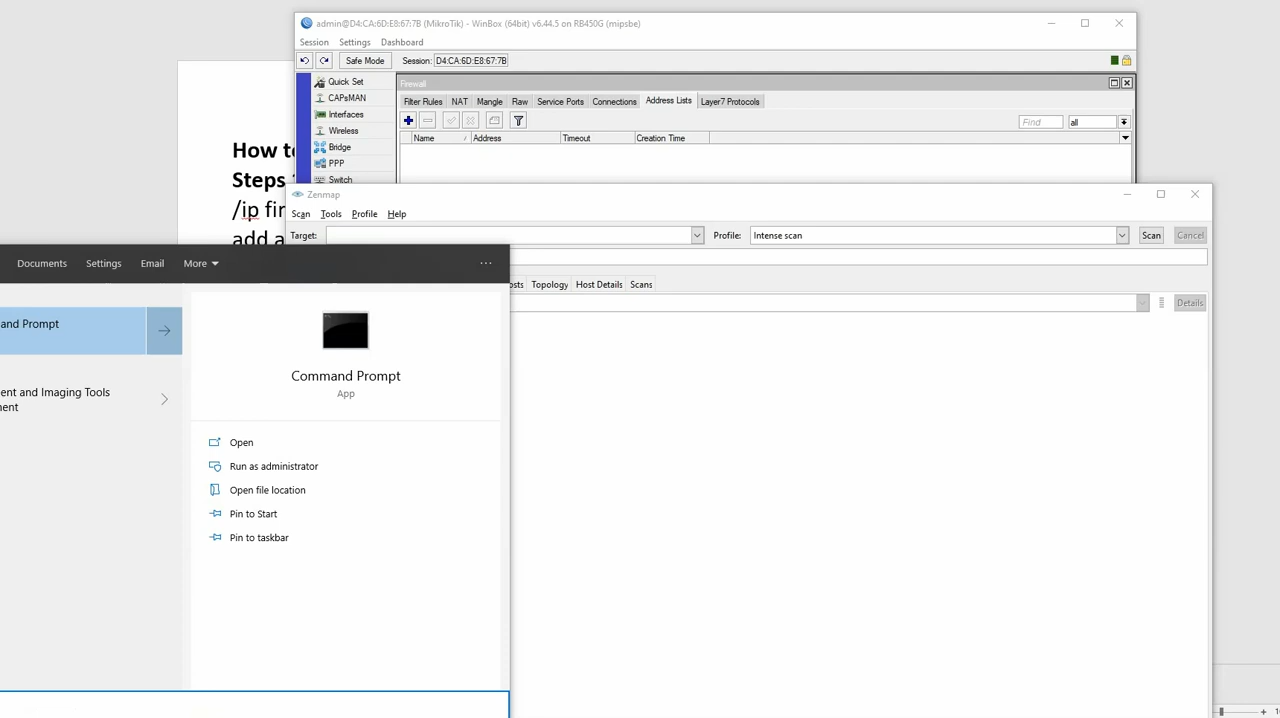 admin@D4:CA:6D:E8:67:7B (MikroTik) - WinBox (64bit) v6.44.5 on RB450G (mipsbe)
Session Settings Dashboard
Safe Mode Session: D4:CA:6D:E8:67:7B
Quick Set
CAPsMAN
Interfaces
Wireless
Bridge
PPP
Switch
Firewall
Filter Rules NAT Mangle Raw Service Ports Connections Address Lists Layer7 Protocols
Find all
Name Address Timeout Creation Time
How to
Steps
/ip fir
add a
Zenmap
Scan Tools Profile Help
Target: Profile: Intense scan Scan Cancel
osts Topology Host Details Scans
Details
Documents Settings Email More
and Prompt
ent and Imaging Tools
ment
Command Prompt
App
Open
Run as administrator
Open file location
Pin to Start
Pin to taskbar